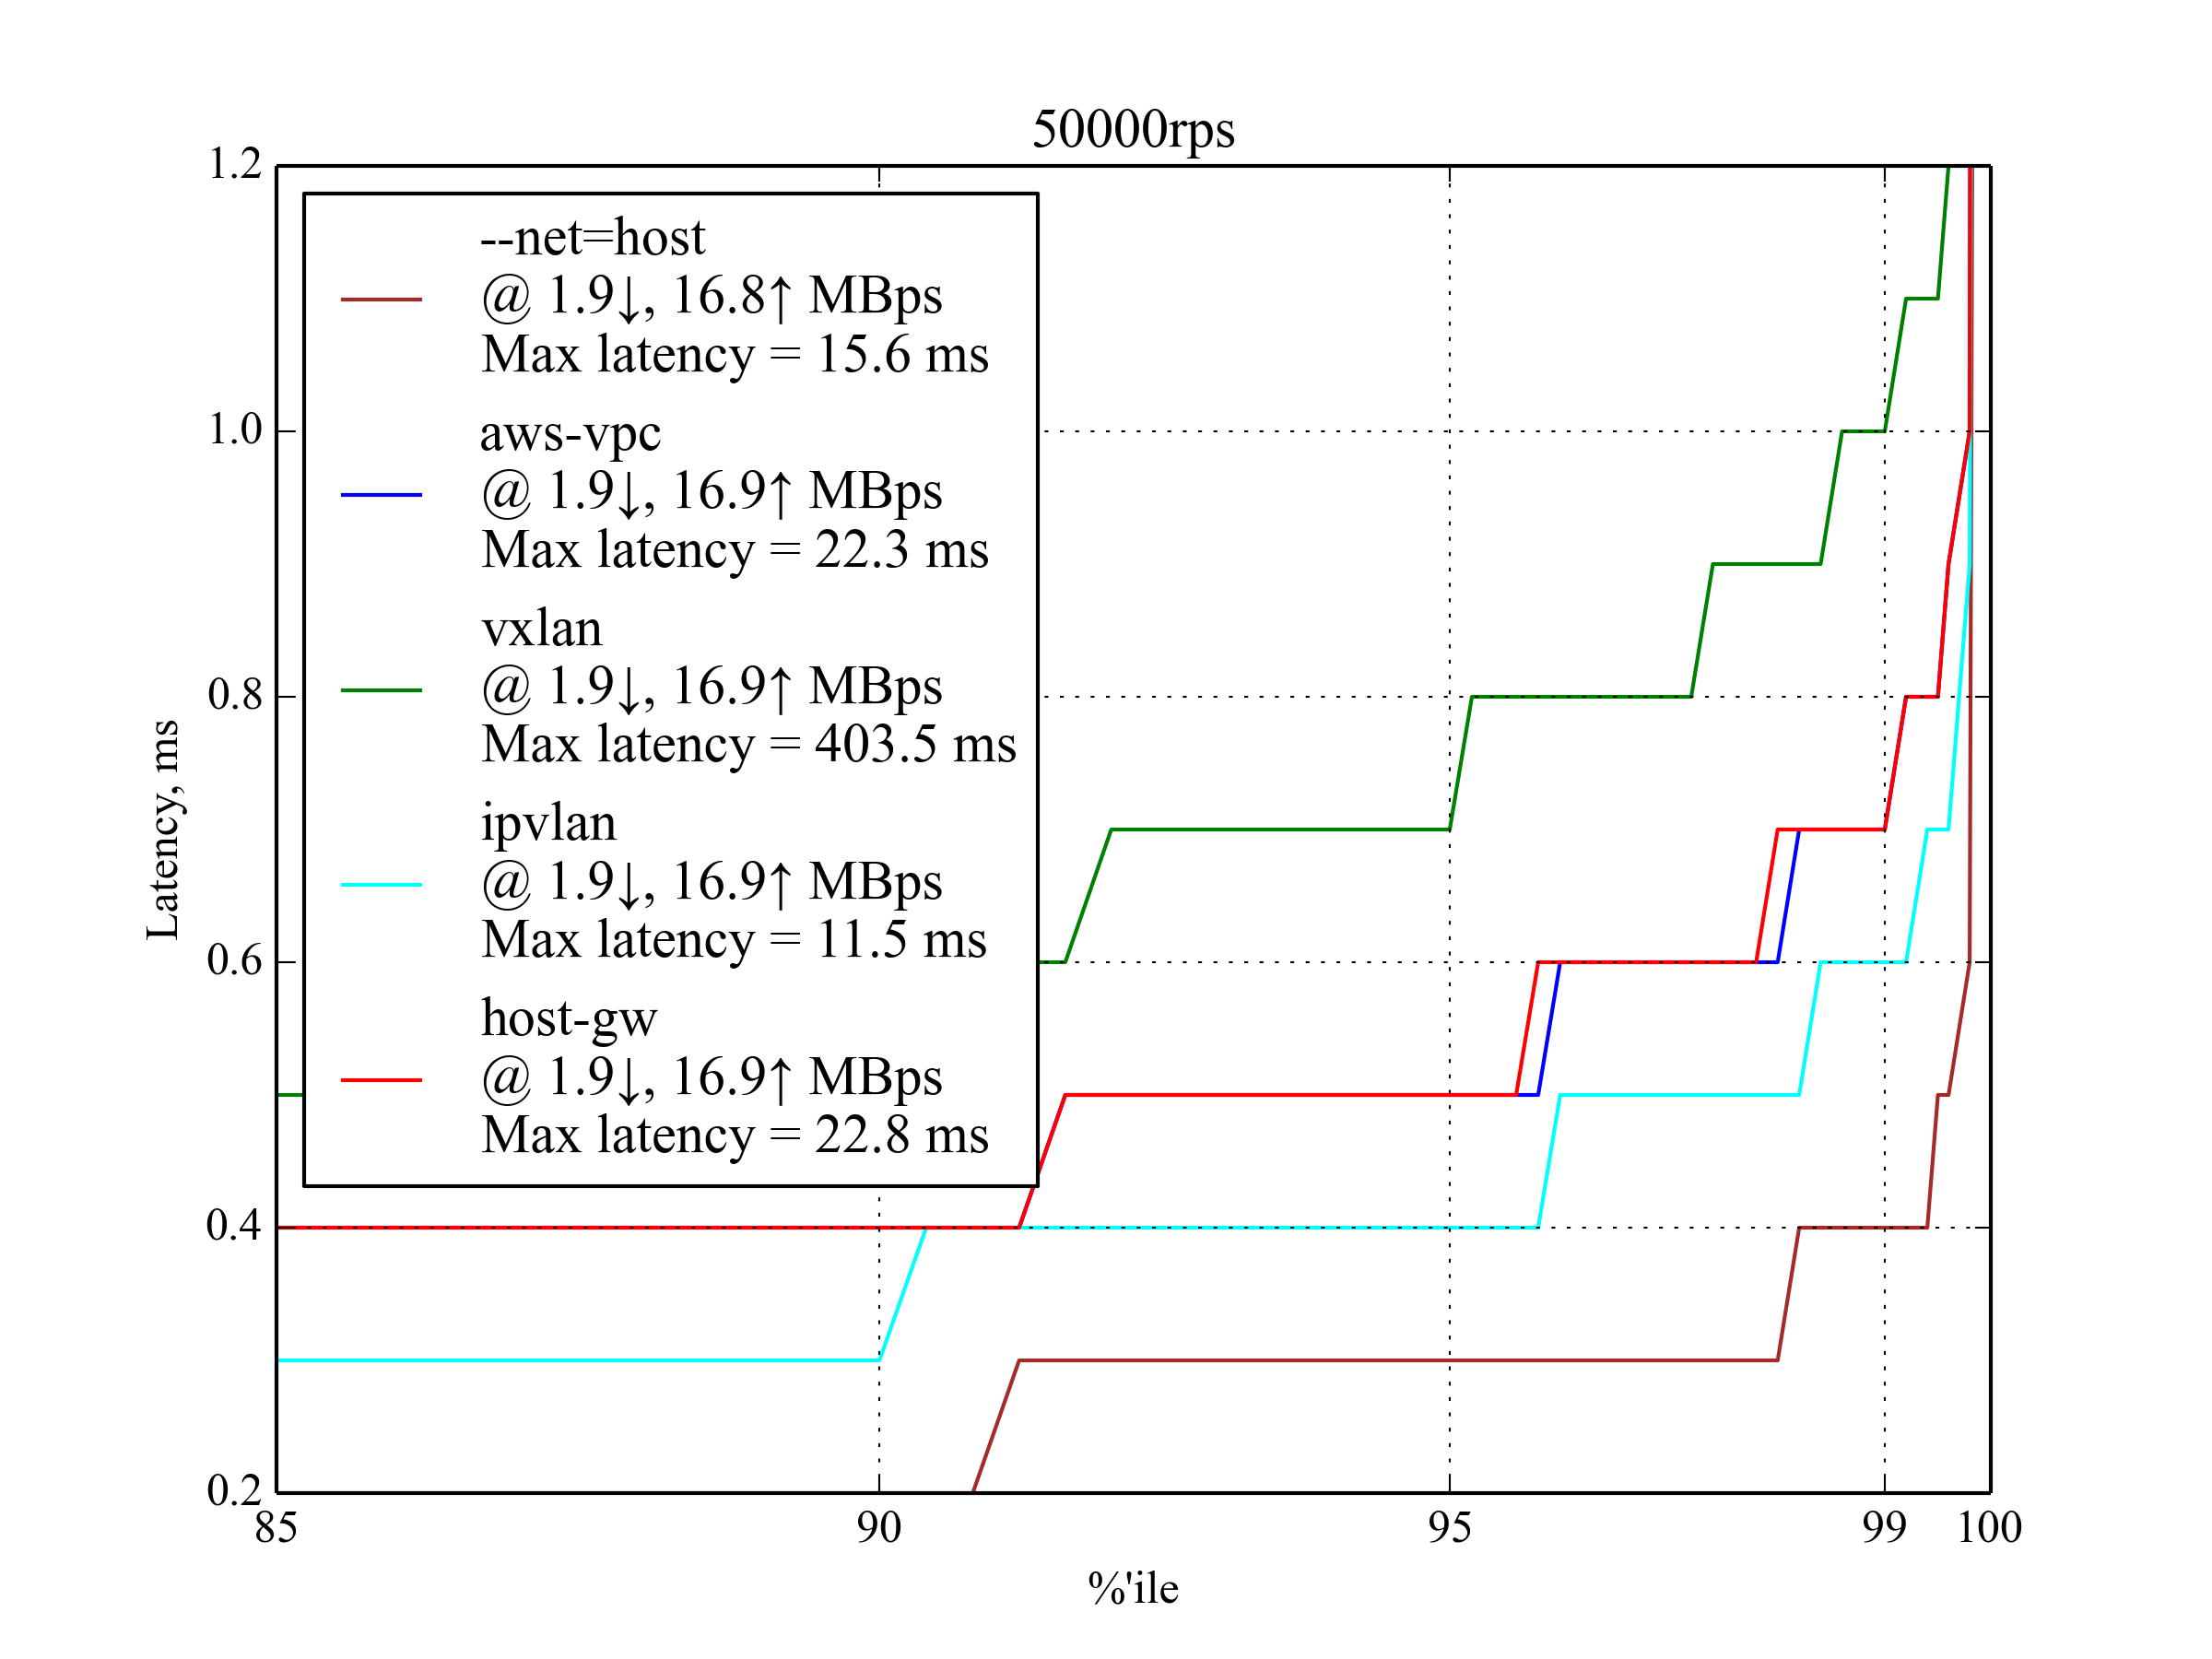 50000rps
1.2
1.0
0.8
0.6
0.4
0.2
Latency, ms
--net=host
@ 1.9↓, 16.8↑ MBps
Max latency = 15.6 ms
aws-vpc
@ 1.9↓, 16.9↑ MBps
Max latency = 22.3 ms
vxlan
@ 1.9↓, 16.9↑ MBps
Max latency = 403.5 ms
ipvlan
@ 1.9↓, 16.9↑ MBps
Max latency = 11.5 ms
host-gw
@ 1.9↓, 16.9↑ MBps
Max latency = 22.8 ms
85 90 95 99 100
%'ile